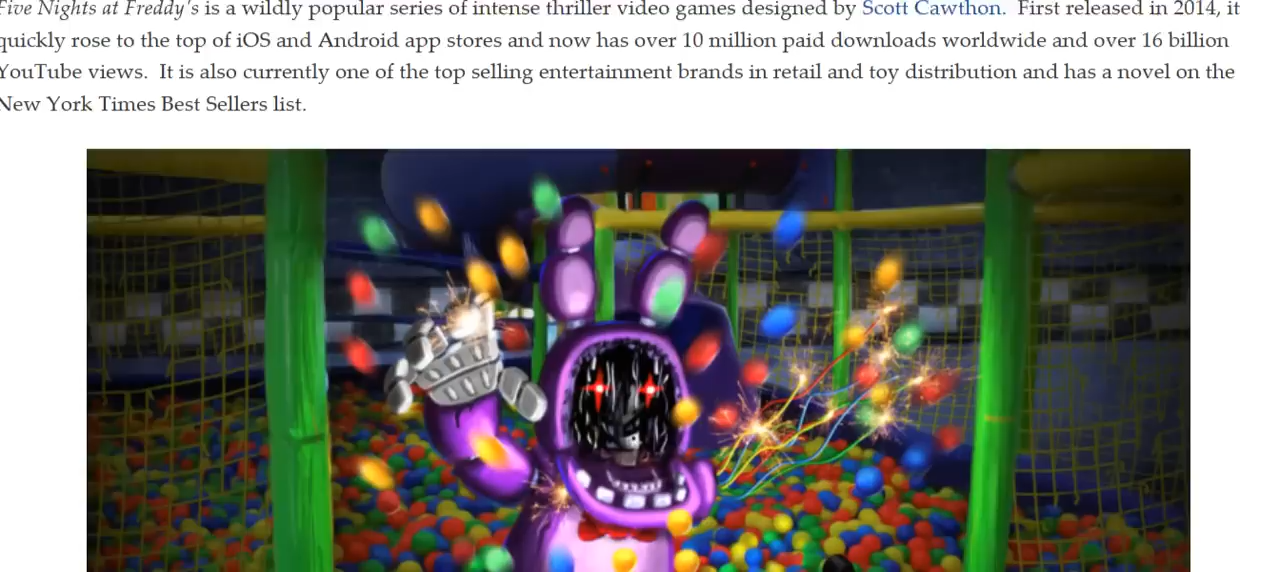 Five Nights at Freddy's is a wildly popular series of intense thriller video games designed by Scott Cawthon.  First released in 2014, it
quickly rose to the top of iOS and Android app stores and now has over 10 million paid downloads worldwide and over 16 billion
YouTube views.  It is also currently one of the top selling entertainment brands in retail and toy distribution and has a novel on the
New York Times Best Sellers list.